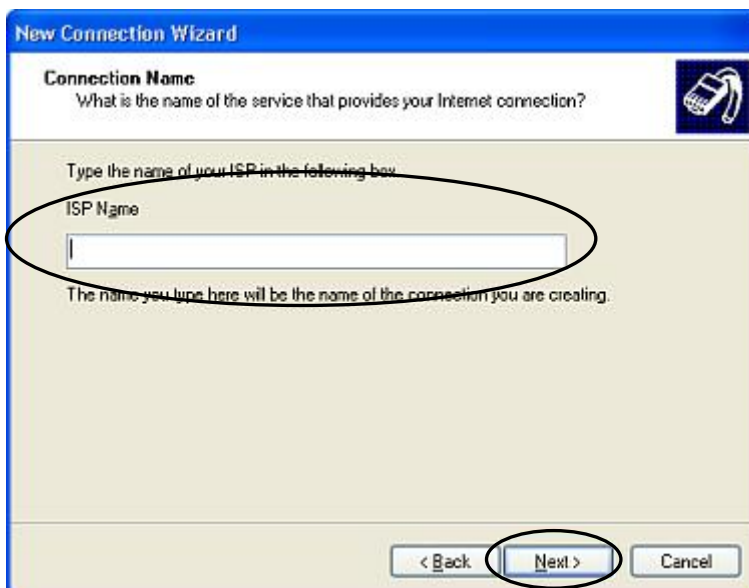 New Connection Wizard
Connection Name
What is the name of the service that provides your Internet connection?
Type the name of your ISP in the following box.
ISP Name
The name you type here will be the name of the connection you are creating.
< Back Next > Cancel